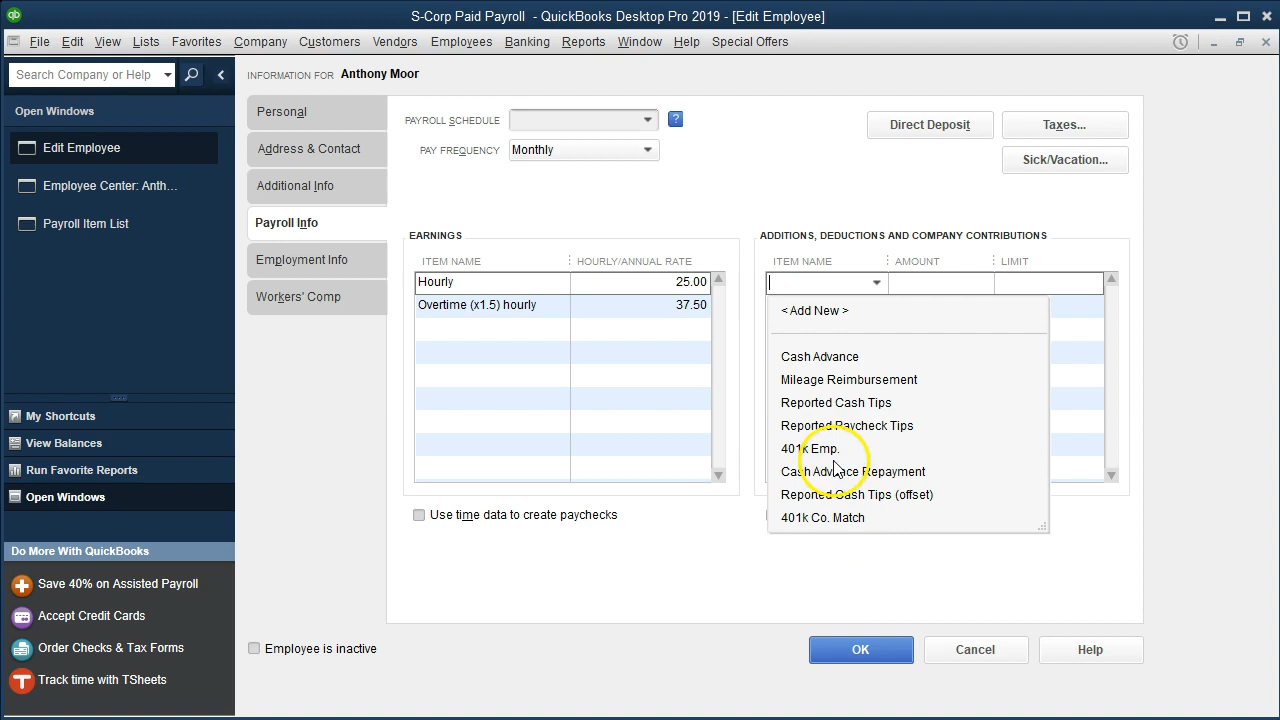 S-Corp Paid Payroll - QuickBooks Desktop Pro 2019 - [Edit Employee]
File Edit View Lists Favorites Company Customers Vendors Employees Banking Reports Window Help Special Offers
Search Company or Help
Open Windows
Edit Employee
Employee Center: Anth...
Payroll Item List
My Shortcuts
View Balances
Run Favorite Reports
Open Windows
Do More With QuickBooks
Save 40% on Assisted Payroll
Accept Credit Cards
Order Checks & Tax Forms
Track time with TSheets
INFORMATION FOR Anthony Moor
Personal
Address & Contact
Additional Info
Payroll Info
Employment Info
Workers' Comp
PAYROLL SCHEDULE ?
PAY FREQUENCY Monthly
Direct Deposit Taxes...
Sick/Vacation...
EARNINGS
ITEM NAME HOURLY/ANNUAL RATE
Hourly 25.00
Overtime (x1.5) hourly 37.50
Use time data to create paychecks
ADDITIONS, DEDUCTIONS AND COMPANY CONTRIBUTIONS
ITEM NAME AMOUNT LIMIT
< Add New >
Cash Advance
Mileage Reimbursement
Reported Cash Tips
Reported Paycheck Tips
401k Emp.
Cash Advance Repayment
Reported Cash Tips (offset)
401k Co. Match
Employee is inactive
OK Cancel Help